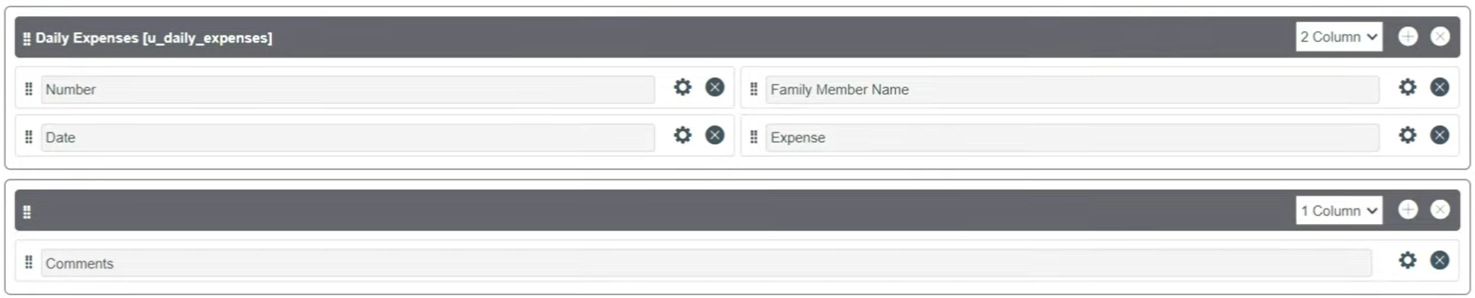 Daily Expenses [u_daily_expenses]
2 Column
Number
Family Member Name
Date
Expense
1 Column
Comments